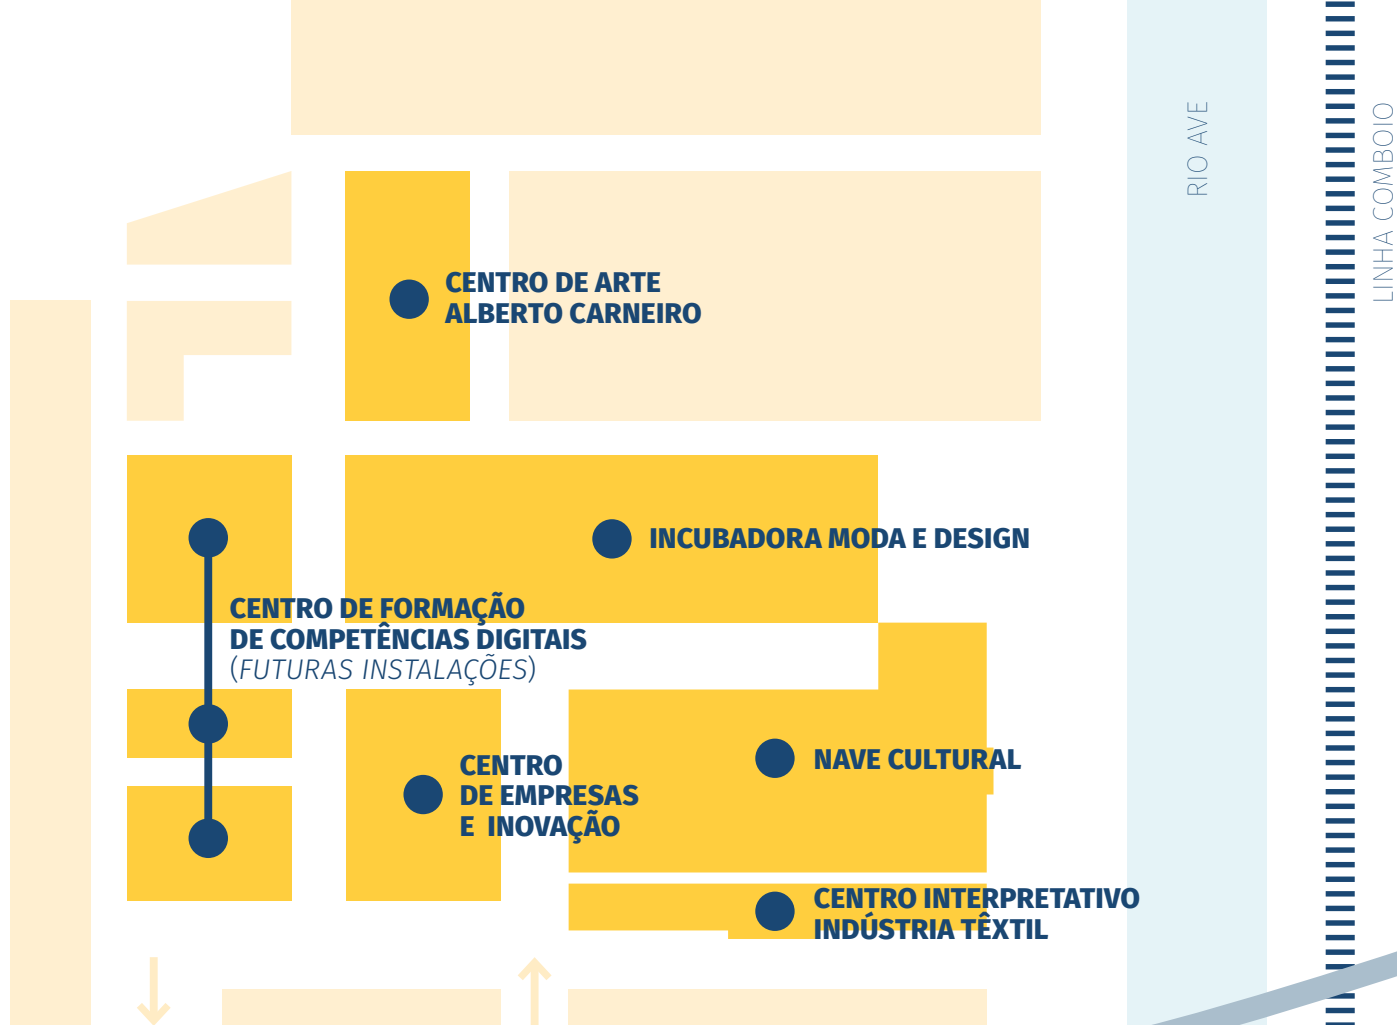 RIO AVE
LINHA COMBOIO
CENTRO DE ARTE
ALBERTO CARNEIRO
INCUBADORA MODA E DESIGN
CENTRO DE FORMAÇÃO
DE COMPETÊNCIAS DIGITAIS
(FUTURAS INSTALAÇÕES)
CENTRO
DE EMPRESAS
E INOVAÇÃO
NAVE CULTURAL
CENTRO INTERPRETATIVO
INDÚSTRIA TÊXTIL